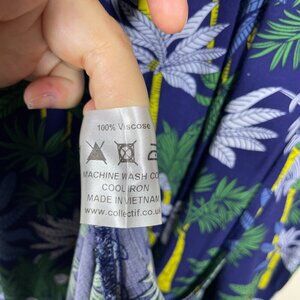 100% Viscose
MACHINE WASH CO
COOL IRON
MADE IN VIETNAM
www.collectif.co.u